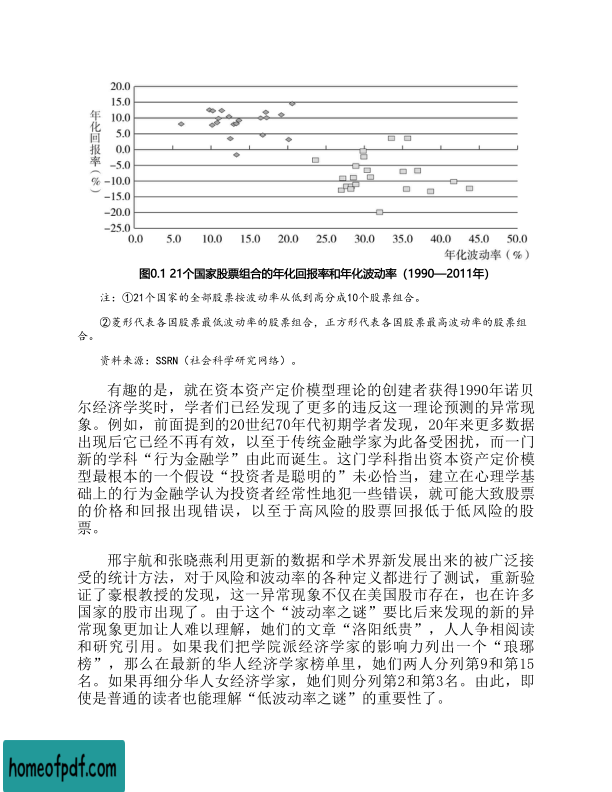 年化回报率（%）
20.0
15.0
10.0
5.0
0.0
-5.0
-10.0
-15.0
-20.0
-25.0
0.0 5.0 10.0 15.0 20.0 25.0 30.0 35.0 40.0 45.0 50.0
年化波动率（%）
图0.1 21个国家股票组合的年化回报率和年化波动率（1990—2011年）
注：①21个国家的全部股票按波动率从低到高分成10个股票组合。
②菱形代表各国股票最低波动率的股票组合，正方形代表各国股票最高波动率的股票组
合。
资料来源：SSRN（社会科学研究网络）。
有趣的是，就在资本资产定价模型理论的创建者获得1990年诺贝
尔经济学奖时，学者们已经发现了更多的违反这一理论预测的异常现
象。例如，前面提到的20世纪70年代初期学者发现，20年来更多数据
出现后它已经不再有效，以至于传统金融学家为此备受困扰，而一门
新的学科“行为金融学”由此而诞生。这门学科指出资本资产定价模
型最根本的一个假设“投资者是聪明的”未必恰当，建立在心理学基
础上的行为金融学认为投资者经常性地犯一些错误，就可能大致股票
的价格和回报出现错误，以至于高风险的股票回报低于低风险的股
票。
邢宇航和张晓燕利用更新的数据和学术界新发展出来的被广泛接
受的统计方法，对于风险和波动率的各种定义都进行了测试，重新验
证了豪根教授的发现，这一异常现象不仅在美国股市存在，也在许多
国家的股市出现了。由于这个“波动率之谜”要比后来发现的新的异
常现象更加让人难以理解，她们的文章“洛阳纸贵”，人人争相阅读
和研究引用。如果我们把学院派经济学家的影响力列出一个“琅琊
榜”，那么在最新的华人经济学家榜单里，她们两人分列第9和第15
名。如果再细分华人女经济学家，她们则分列第2和第3名。由此，即
使是普通的读者也能理解“低波动率之谜”的重要性了。
homeofpdf.com